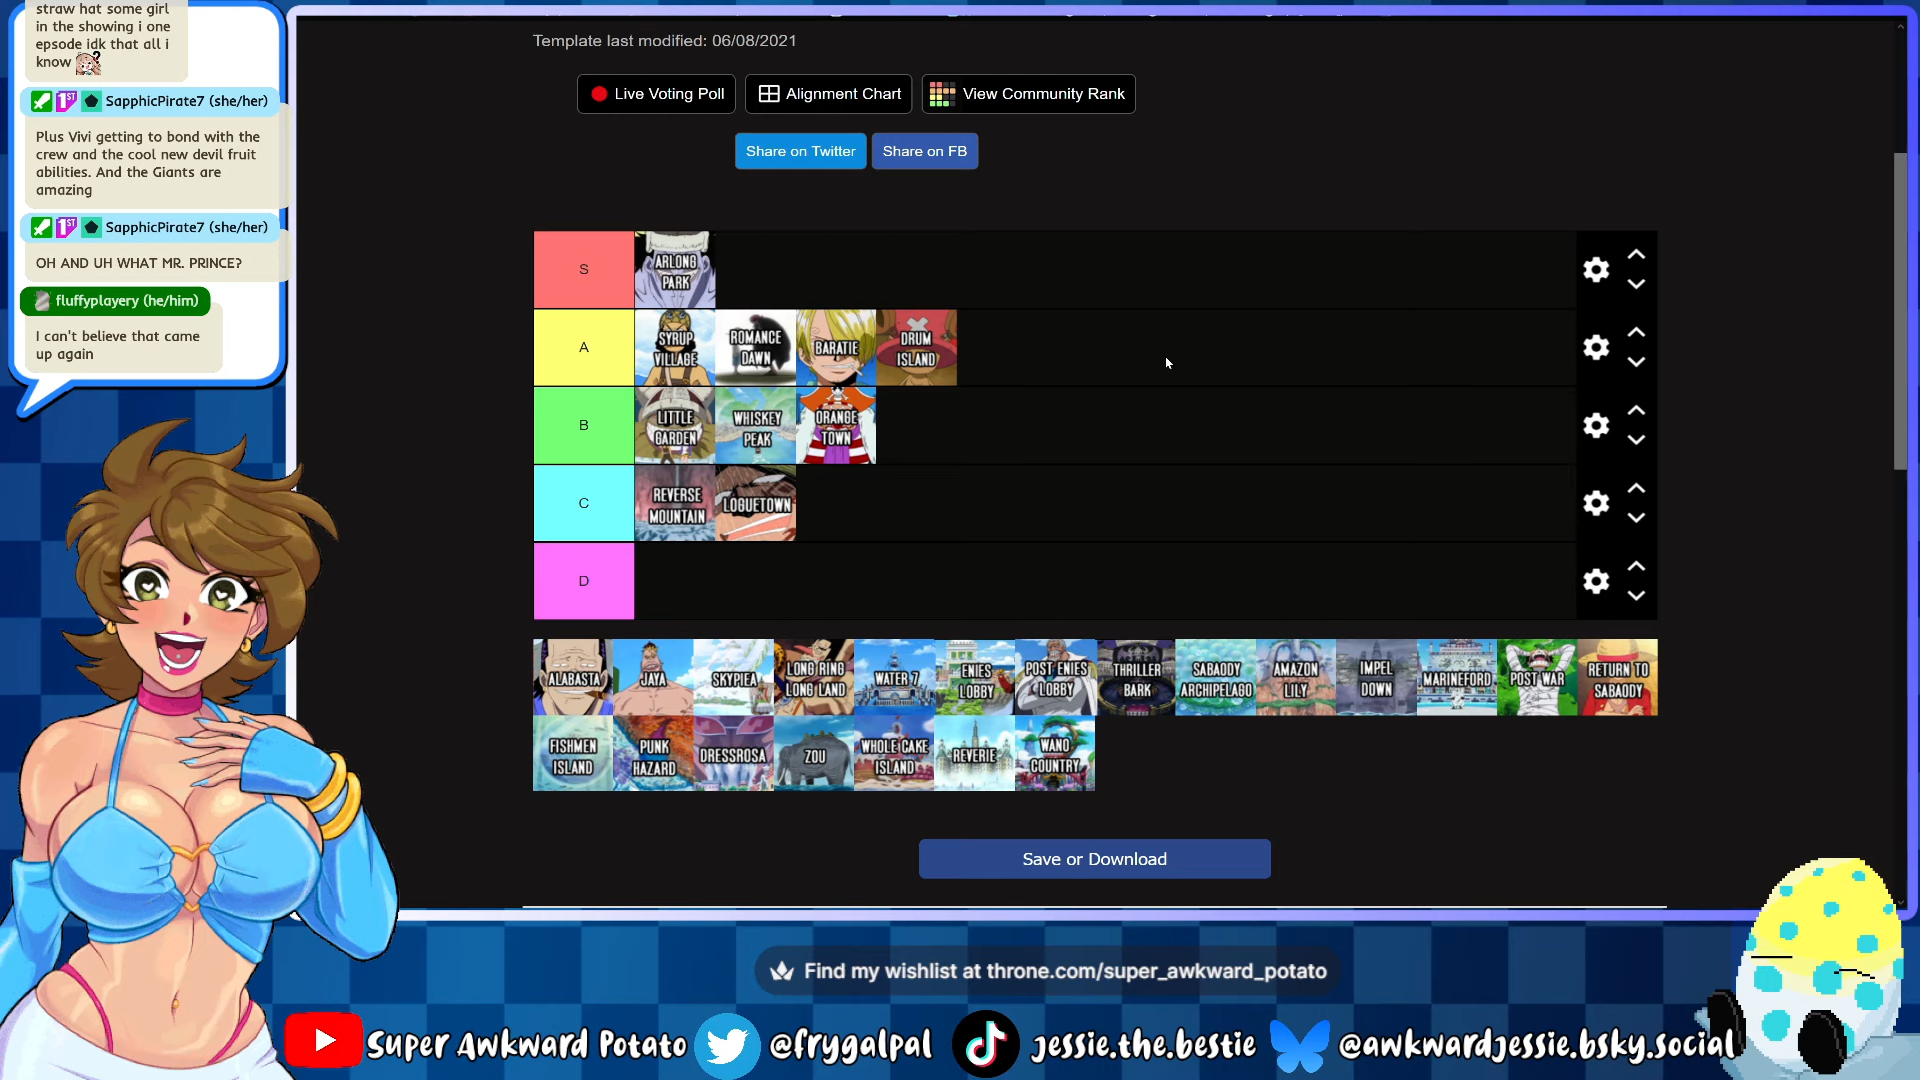 straw hat some girl
in the showing i one
epsode idk that all i
know
SapphicPirate7 (she/her)
Plus Vivi getting to bond with the
crew and the cool new devil fruit
abilities. And the Giants are
amazing
SapphicPirate7 (she/her)
OH AND UH WHAT MR. PRINCE?
fluffyplayery (he/him)
I can't believe that came
up again
Template last modified: 06/08/2021
Live Voting Poll
Alignment Chart
View Community Rank
Share on Twitter
Share on FB
S
ARLONG
PARK
A
SYRUP
VILLAGE
ROMANCE
DAWN
BARATIE
DRUM
ISLAND
B
LITTLE
GARDEN
WHISKEY
PEAK
ORANGE
TOWN
C
REVERSE
MOUNTAIN
LOGUETOWN
D
ALABASTA
JAYA
SKYPIEA
LONG RING
LONG LAND
WATER 7
ENIES
LOBBY
POST ENIES
LOBBY
THRILLER
BARK
SABAODY
ARCHIPELAGO
AMAZON
LILY
IMPEL
DOWN
MARINEFORD
POST WAR
RETURN TO
SABAODY
FISHMEN
ISLAND
PUNK
HAZARD
DRESSROSA
ZOU
WHOLE CAKE
ISLAND
REVERIE
WANO
COUNTRY
Save or Download
Find my wishlist at throne.com/super_awkward_potato
Super Awkward Potato
@frygalpal
jessie.the.bestie
@awkwardjessie.bsky.social